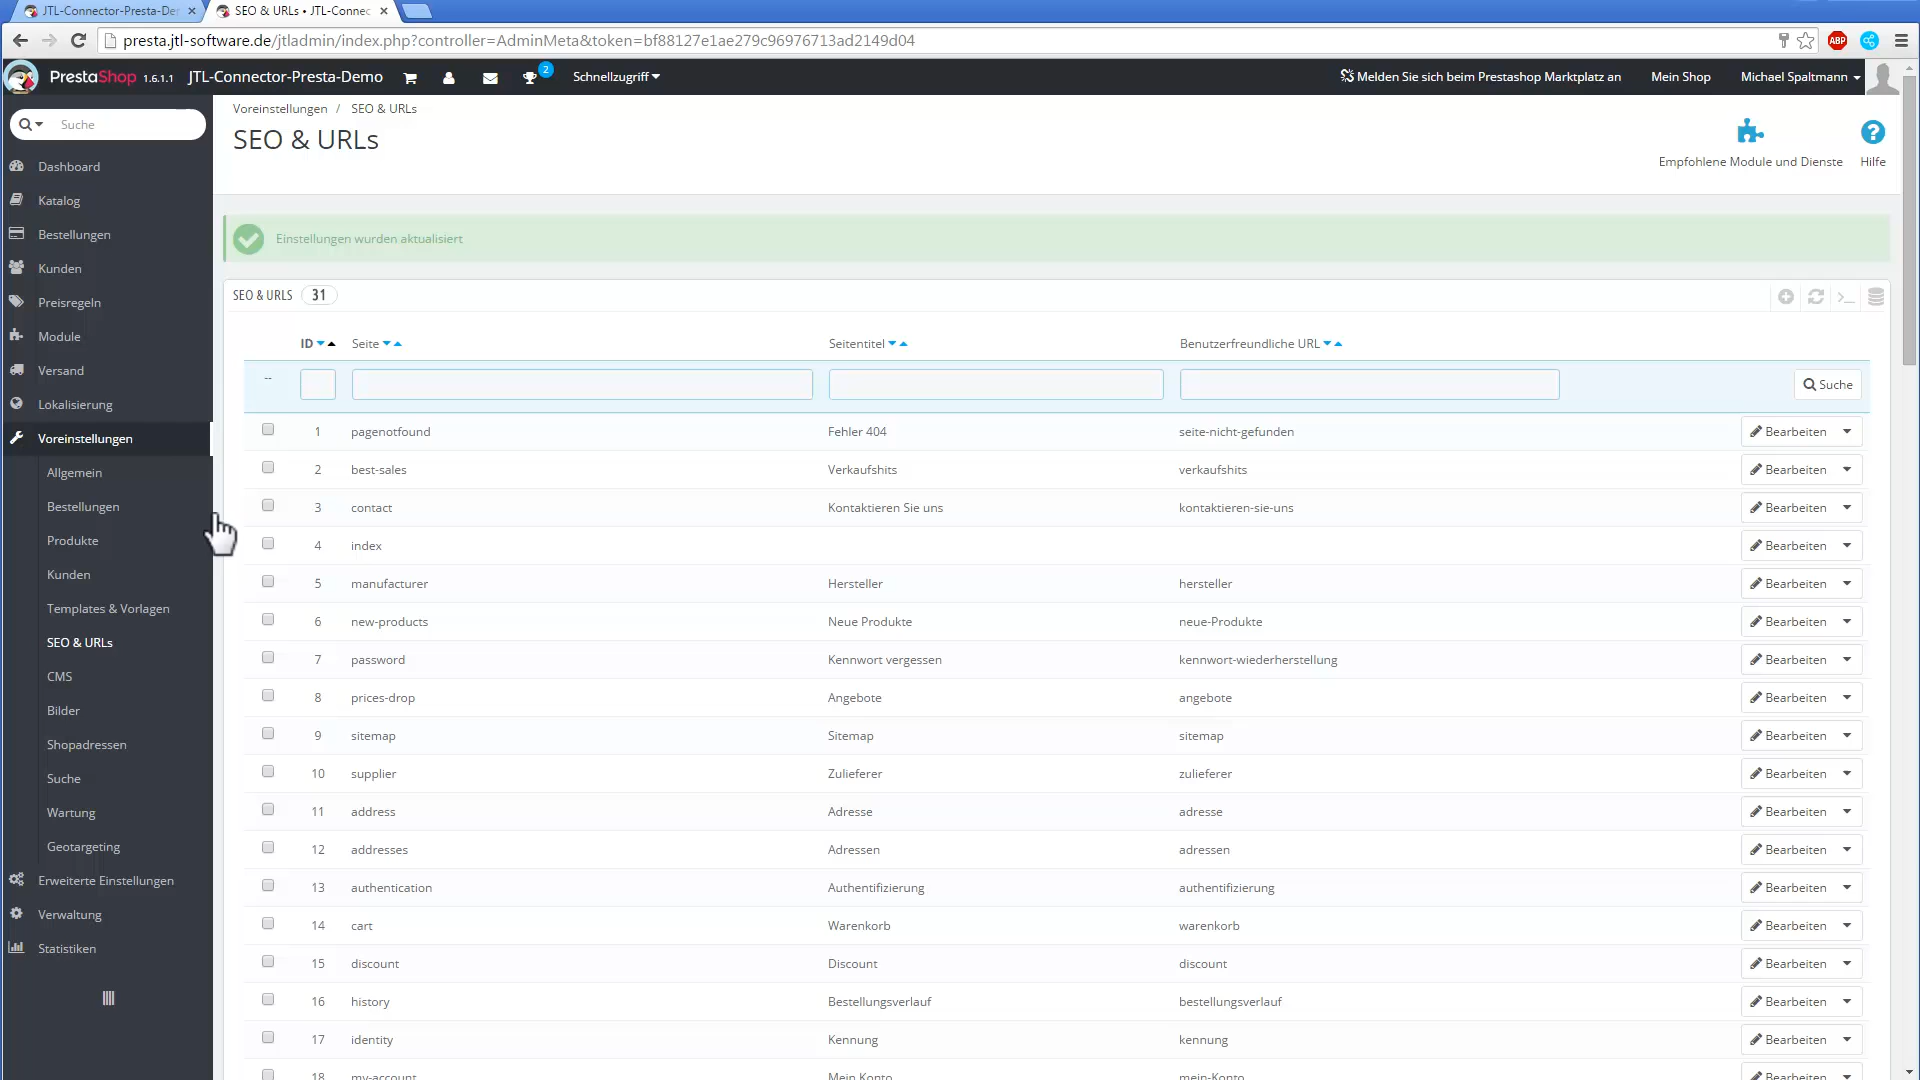 JTL-Connector-Presta-De
SEO & URLs • JTL-Connec
presta.jtl-software.de/jtladmin/index.php?controller=AdminMeta&token=bf88127e1ae279c96976713ad2149d04
ABP
PrestaShop 1.6.1.1 JTL-Connector-Presta-Demo 2 Schnellzugriff Melden Sie sich beim Prestashop Marktplatz an Mein Shop Michael Spaltmann
Suche
Dashboard
Katalog
Bestellungen
Kunden
Preisregeln
Module
Versand
Lokalisierung
Voreinstellungen
Allgemein
Bestellungen
Produkte
Kunden
Templates & Vorlagen
SEO & URLs
CMS
Bilder
Shopadressen
Suche
Wartung
Geotargeting
Erweiterte Einstellungen
Verwaltung
Statistiken
Voreinstellungen / SEO & URLs
SEO & URLs
Empfohlene Module und Dienste
Hilfe
Einstellungen wurden aktualisiert
SEO & URLS 31
ID Seite Seitentitel Benutzerfreundliche URL
-- Suche
1 pagenotfound Fehler 404 seite-nicht-gefunden Bearbeiten
2 best-sales Verkaufshits verkaufshits Bearbeiten
3 contact Kontaktieren Sie uns kontaktieren-sie-uns Bearbeiten
4 index Bearbeiten
5 manufacturer Hersteller hersteller Bearbeiten
6 new-products Neue Produkte neue-Produkte Bearbeiten
7 password Kennwort vergessen kennwort-wiederherstellung Bearbeiten
8 prices-drop Angebote angebote Bearbeiten
9 sitemap Sitemap sitemap Bearbeiten
10 supplier Zulieferer zulieferer Bearbeiten
11 address Adresse adresse Bearbeiten
12 addresses Adressen adressen Bearbeiten
13 authentication Authentifizierung authentifizierung Bearbeiten
14 cart Warenkorb warenkorb Bearbeiten
15 discount Discount discount Bearbeiten
16 history Bestellungsverlauf bestellungsverlauf Bearbeiten
17 identity Kennung kennung Bearbeiten
18 my-account Mein Konto mein-Konto Bearbeiten